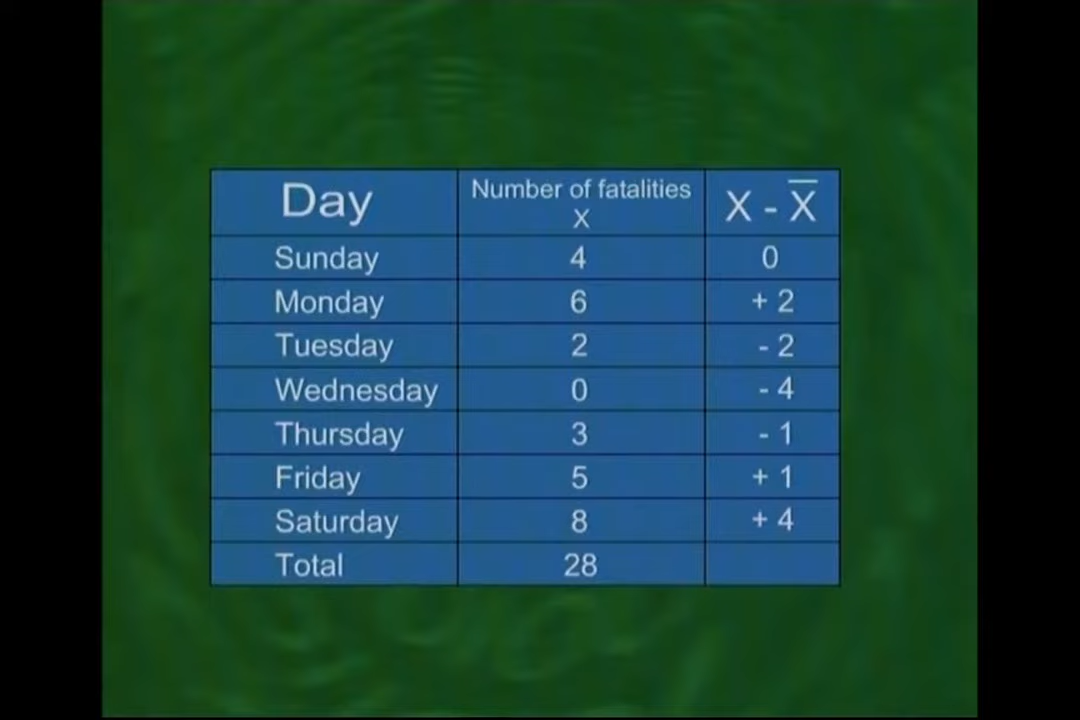 Day Number of fatalities X X - X̅
Sunday 4 0
Monday 6 + 2
Tuesday 2 - 2
Wednesday 0 - 4
Thursday 3 - 1
Friday 5 + 1
Saturday 8 + 4
Total 28